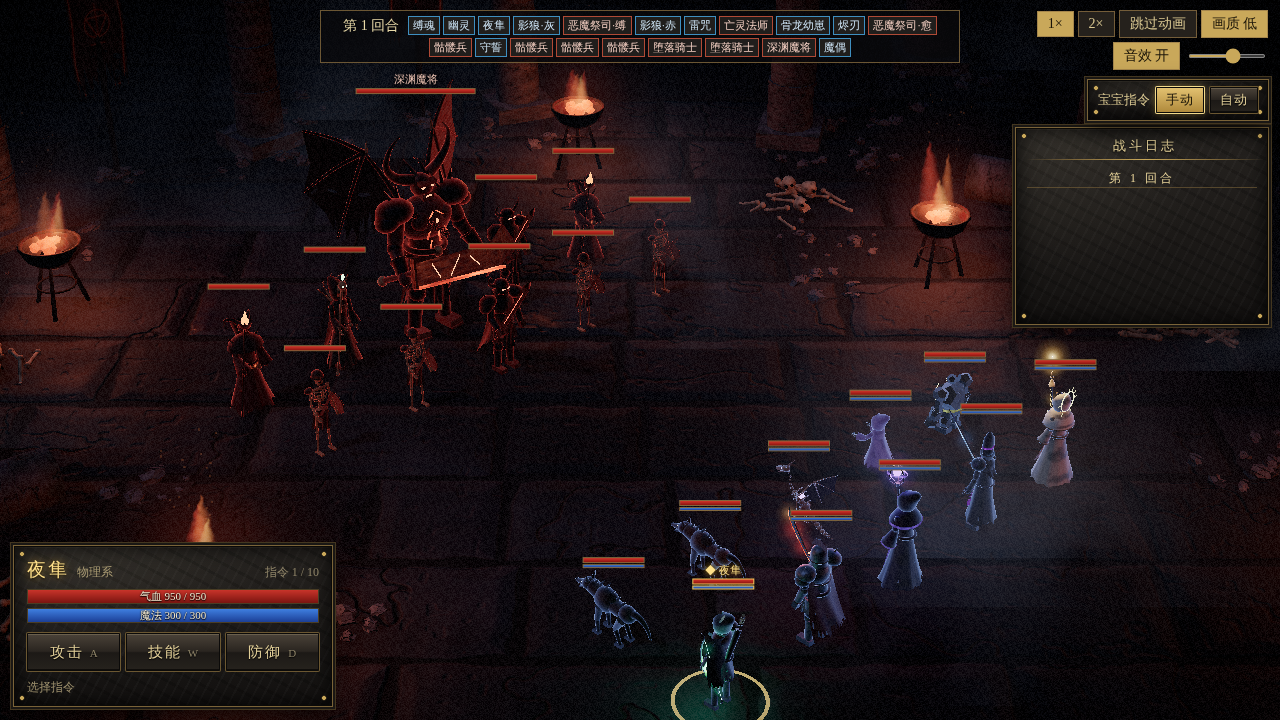 第 1 回合 缚魂 幽灵 夜隼 影狼·灰 恶魔祭司·缚 影狼·赤 雷咒 亡灵法师 骨龙幼崽 烬刃 恶魔祭司·愈
骷髅兵 守誓 骷髅兵 骷髅兵 骷髅兵 堕落骑士 堕落骑士 深渊魔将 魔偶
1× 2× 跳过动画 画质 低
音效 开
宝宝指令 手动 自动
战斗日志
第 1 回合
深渊魔将
夜隼
夜隼 物理系 指令 1 / 10
气血 950 / 950
魔法 300 / 300
攻击 A 技能 W 防御 D
选择指令